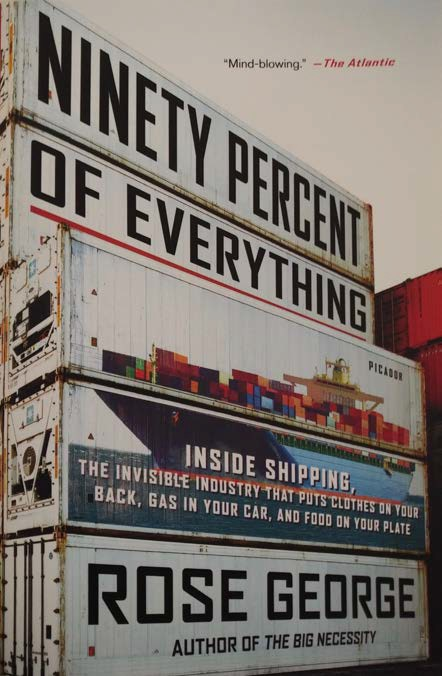 "Mind-blowing." —The Atlantic
NINETY PERCENT
OF EVERYTHING
PICADOR
INSIDE SHIPPING,
THE INVISIBLE INDUSTRY THAT PUTS CLOTHES ON YOUR
BACK, GAS IN YOUR CAR, AND FOOD ON YOUR PLATE
ROSE GEORGE
AUTHOR OF THE BIG NECESSITY